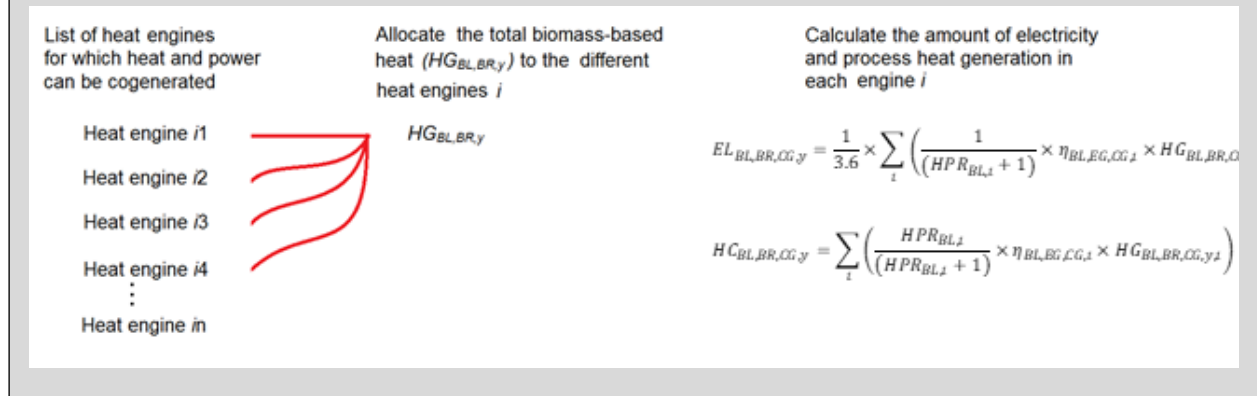 List of heat engines
for which heat and power
can be cogenerated
Allocate the total biomass-based
heat (HG_BL,BR,y) to the different
heat engines i
Calculate the amount of electricity
and process heat generation in
each engine i
Heat engine i1
HG_BL,BR,y
Heat engine i2
Heat engine i3
Heat engine i4
⋮
Heat engine in
EL_BL,BR,CG,y = 1/3.6 × ∑_i (1/(HPR_BL,i + 1) × η_BL,EG,CG,i × HG_BL,BR,C
HC_BL,BR,CG,y = ∑_i (HPR_BL,i/(HPR_BL,i + 1) × η_BL,EG,CG,i × HG_BL,BR,CG,y,i)